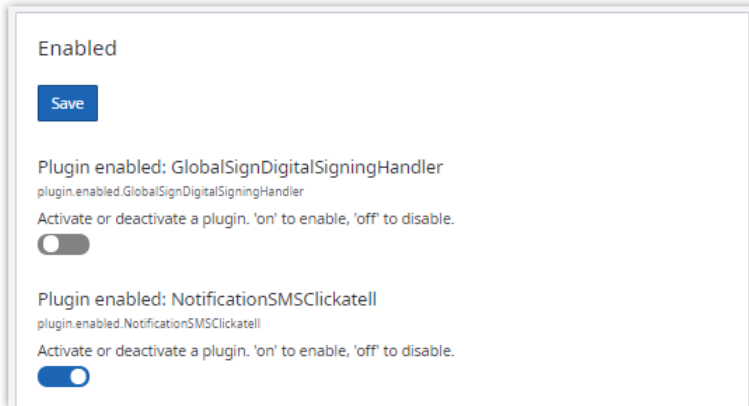 Enabled
Save
Plugin enabled: GlobalSignDigitalSigningHandler
plugin.enabled.GlobalSignDigitalSigningHandler
Activate or deactivate a plugin. 'on' to enable, 'off' to disable.
Plugin enabled: NotificationSMSClickatell
plugin.enabled.NotificationSMSClickatell
Activate or deactivate a plugin. 'on' to enable, 'off' to disable.